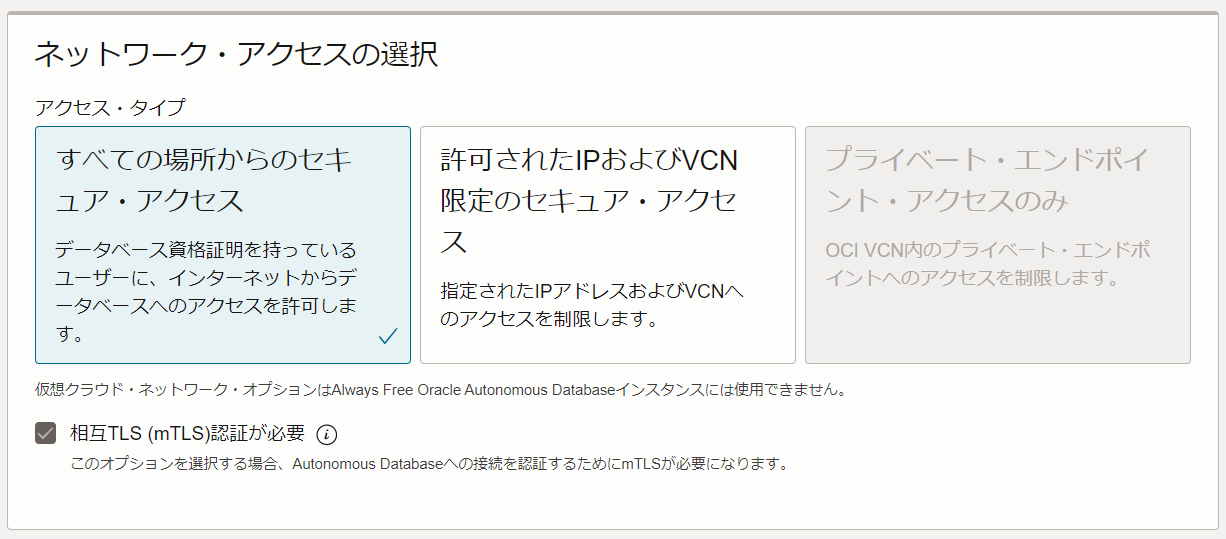 ネットワーク・アクセスの選択
アクセス・タイプ
すべての場所からのセキ
ュア・アクセス
データベース資格証明を持っている
ユーザーに、インターネットからデ
ータベースへのアクセスを許可しま
す。
許可されたIPおよびVCN
限定のセキュア・アクセ
ス
指定されたIPアドレスおよびVCNへ
のアクセスを制限します。
プライベート・エンドポイ
ント・アクセスのみ
OCI VCN内のプライベート・エンドポ
イントへのアクセスを制限します。
仮想クラウド・ネットワーク・オプションはAlways Free Oracle Autonomous Databaseインスタンスには使用できません。
相互TLS (mTLS)認証が必要
このオプションを選択する場合、Autonomous Databaseへの接続を認証するためにmTLSが必要になります。